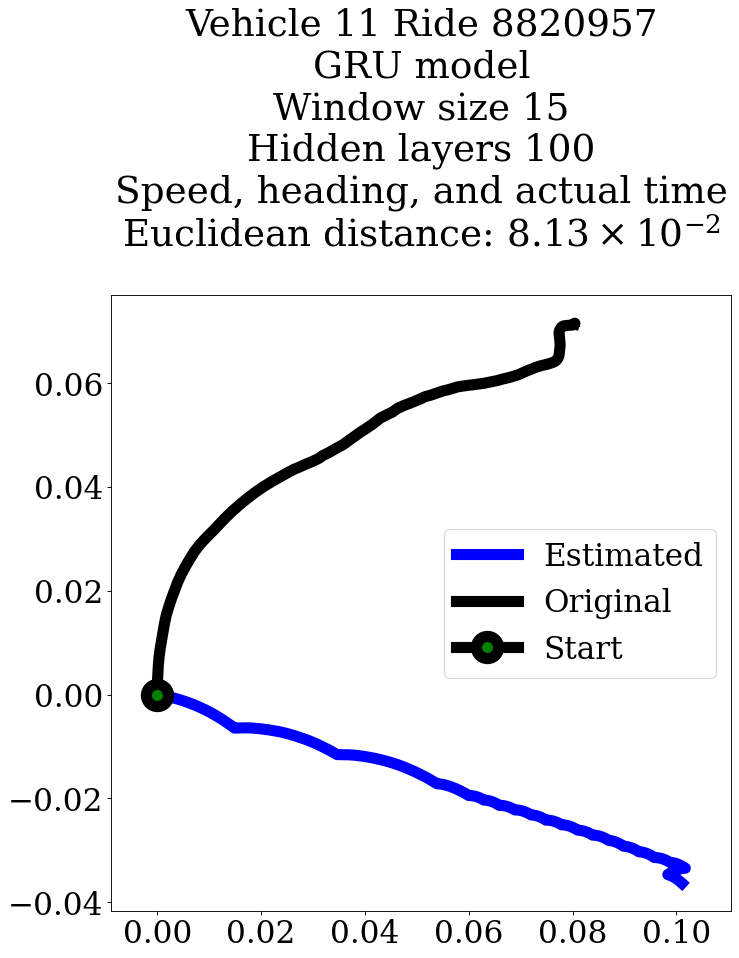 Vehicle 11 Ride 8820957
GRU model
Window size 15
Hidden layers 100
Speed, heading, and actual time
Euclidean distance: 8.13 × 10⁻²
0.06
0.04
0.02
0.00
−0.02
−0.04
Estimated
Original
Start
0.00 0.02 0.04 0.06 0.08 0.10